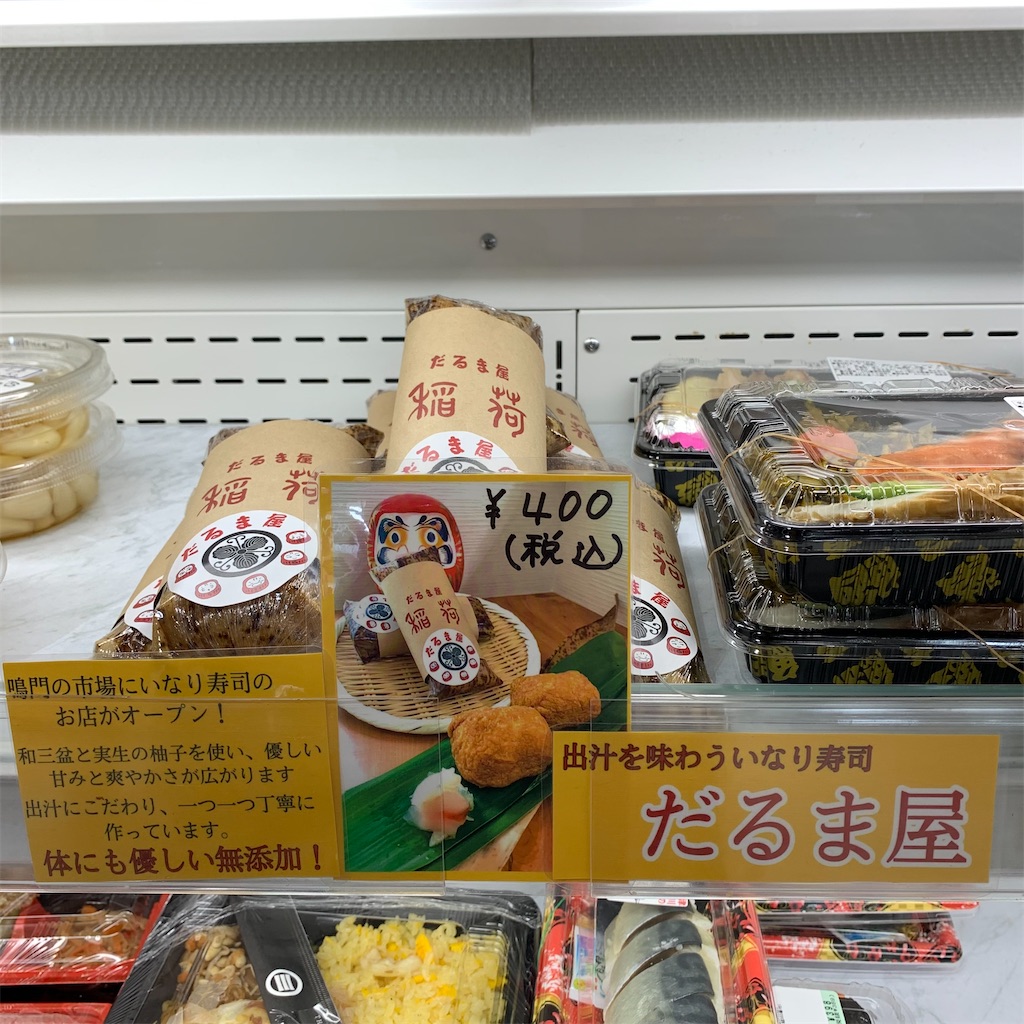 だるま屋
稲荷
だるま屋
だるま屋
稲荷
だるま屋
¥400
(税込)
だるま屋
稲荷
だるま屋
荷
鳴門の市場にいなり寿司の
お店がオープン！
和三盆と実生の柚子を使い、優しい
甘みと爽やかさが広がります
出汁にこだわり、一つ一つ丁寧に
作っています。
体にも優しい無添加！
出汁を味わういなり寿司
だるま屋